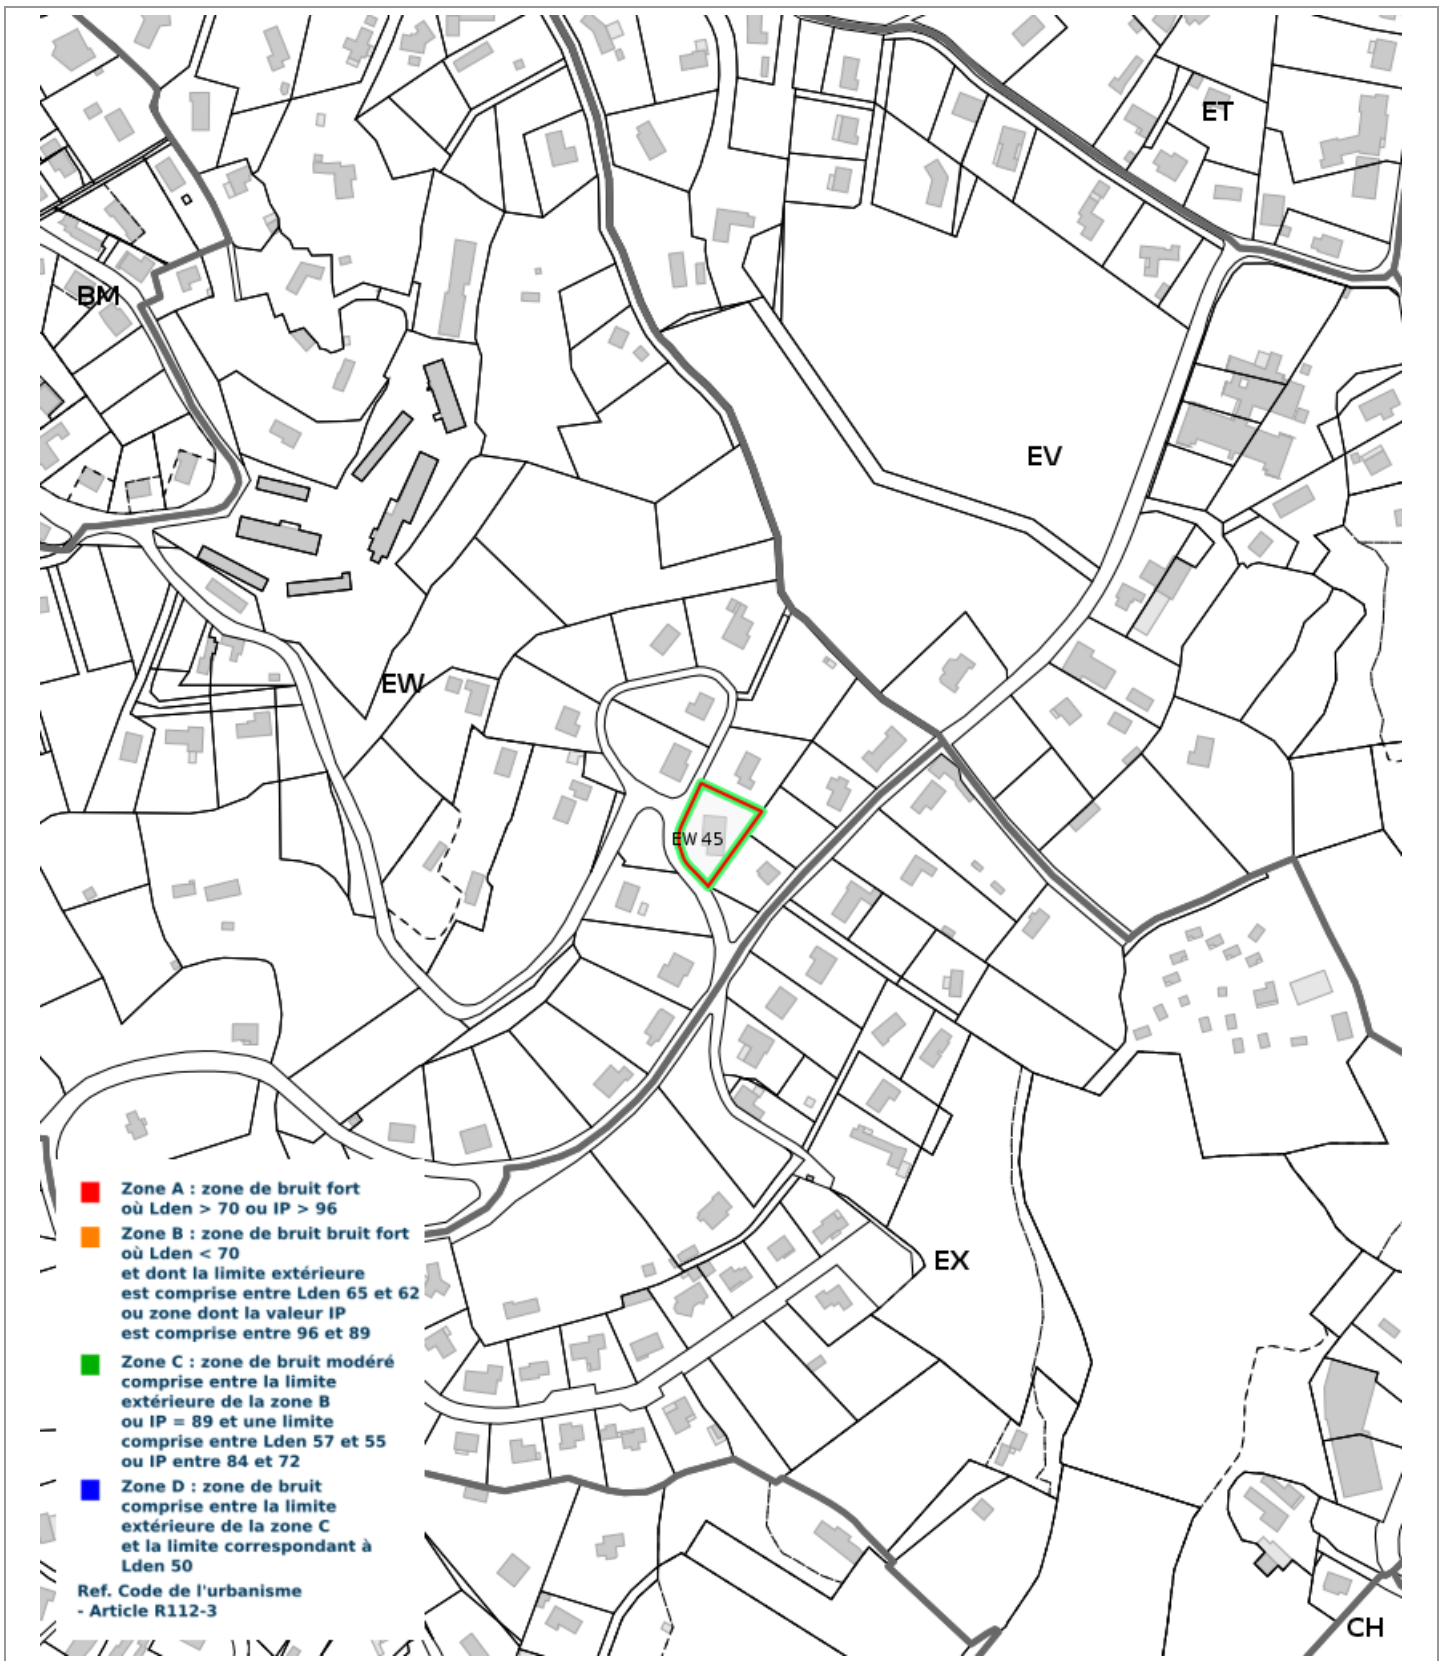 ET
BM
EV
EW
EW 45
Zone A : zone de bruit fort
où Lden > 70 ou IP > 96
Zone B : zone de bruit bruit fort
où Lden < 70
et dont la limite extérieure
est comprise entre Lden 65 et 62
ou zone dont la valeur IP
est comprise entre 96 et 89
EX
Zone C : zone de bruit modéré
comprise entre la limite
extérieure de la zone B
ou IP = 89 et une limite
comprise entre Lden 57 et 55
ou IP entre 84 et 72
Zone D : zone de bruit
comprise entre la limite
extérieure de la zone C
et la limite correspondant à
Lden 50
Ref. Code de l'urbanisme
- Article R112-3
CH